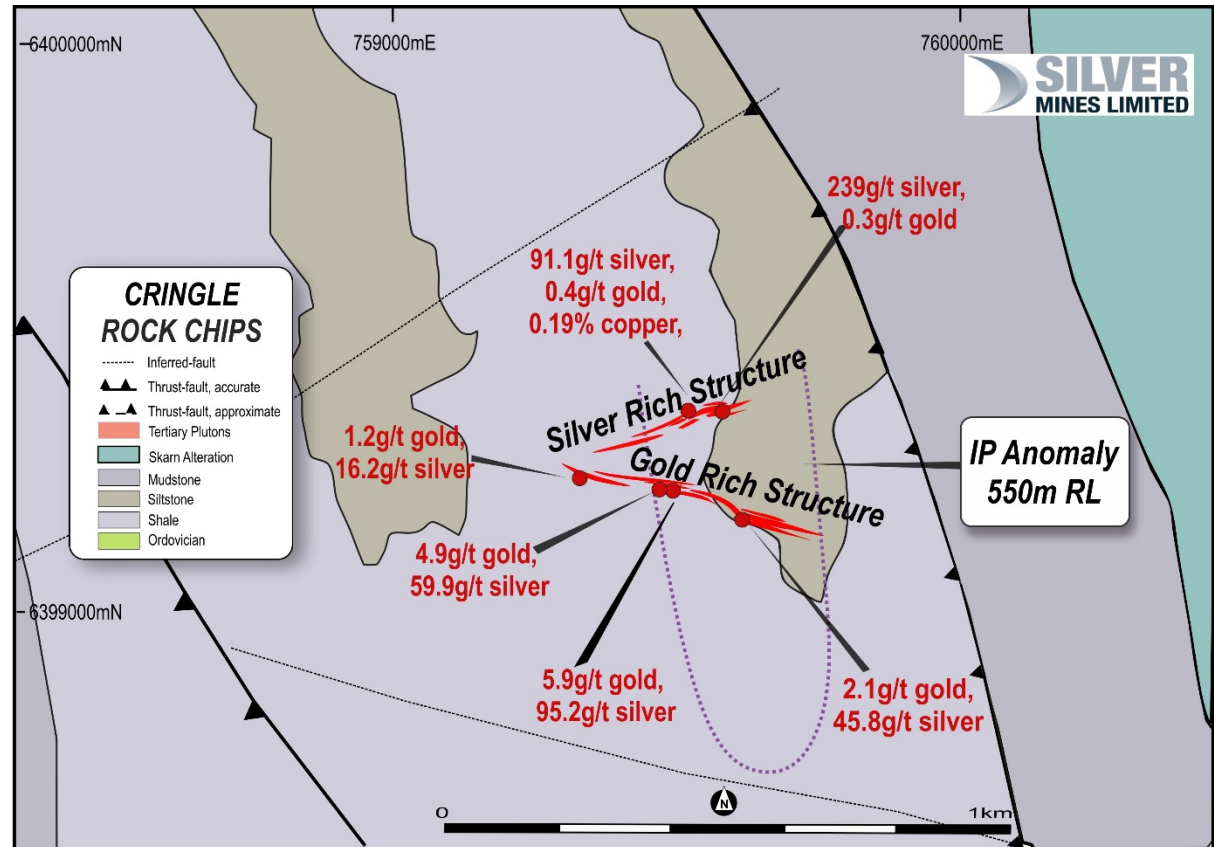 6400000mN
759000mE
760000mE
SILVER
MINES LIMITED
239g/t silver,
0.3g/t gold
91.1g/t silver,
0.4g/t gold,
0.19% copper,
CRINGLE
ROCK CHIPS
Inferred-fault
Thrust-fault, accurate
Thrust-fault, approximate
Tertiary Plutons
Skarn Alteration
Mudstone
Siltstone
Shale
Ordovician
Silver Rich Structure
1.2g/t gold,
16.2g/t silver
Gold Rich Structure
IP Anomaly
550m RL
4.9g/t gold,
59.9g/t silver
6399000mN
5.9g/t gold,
95.2g/t silver
2.1g/t gold,
45.8g/t silver
N
0
1km